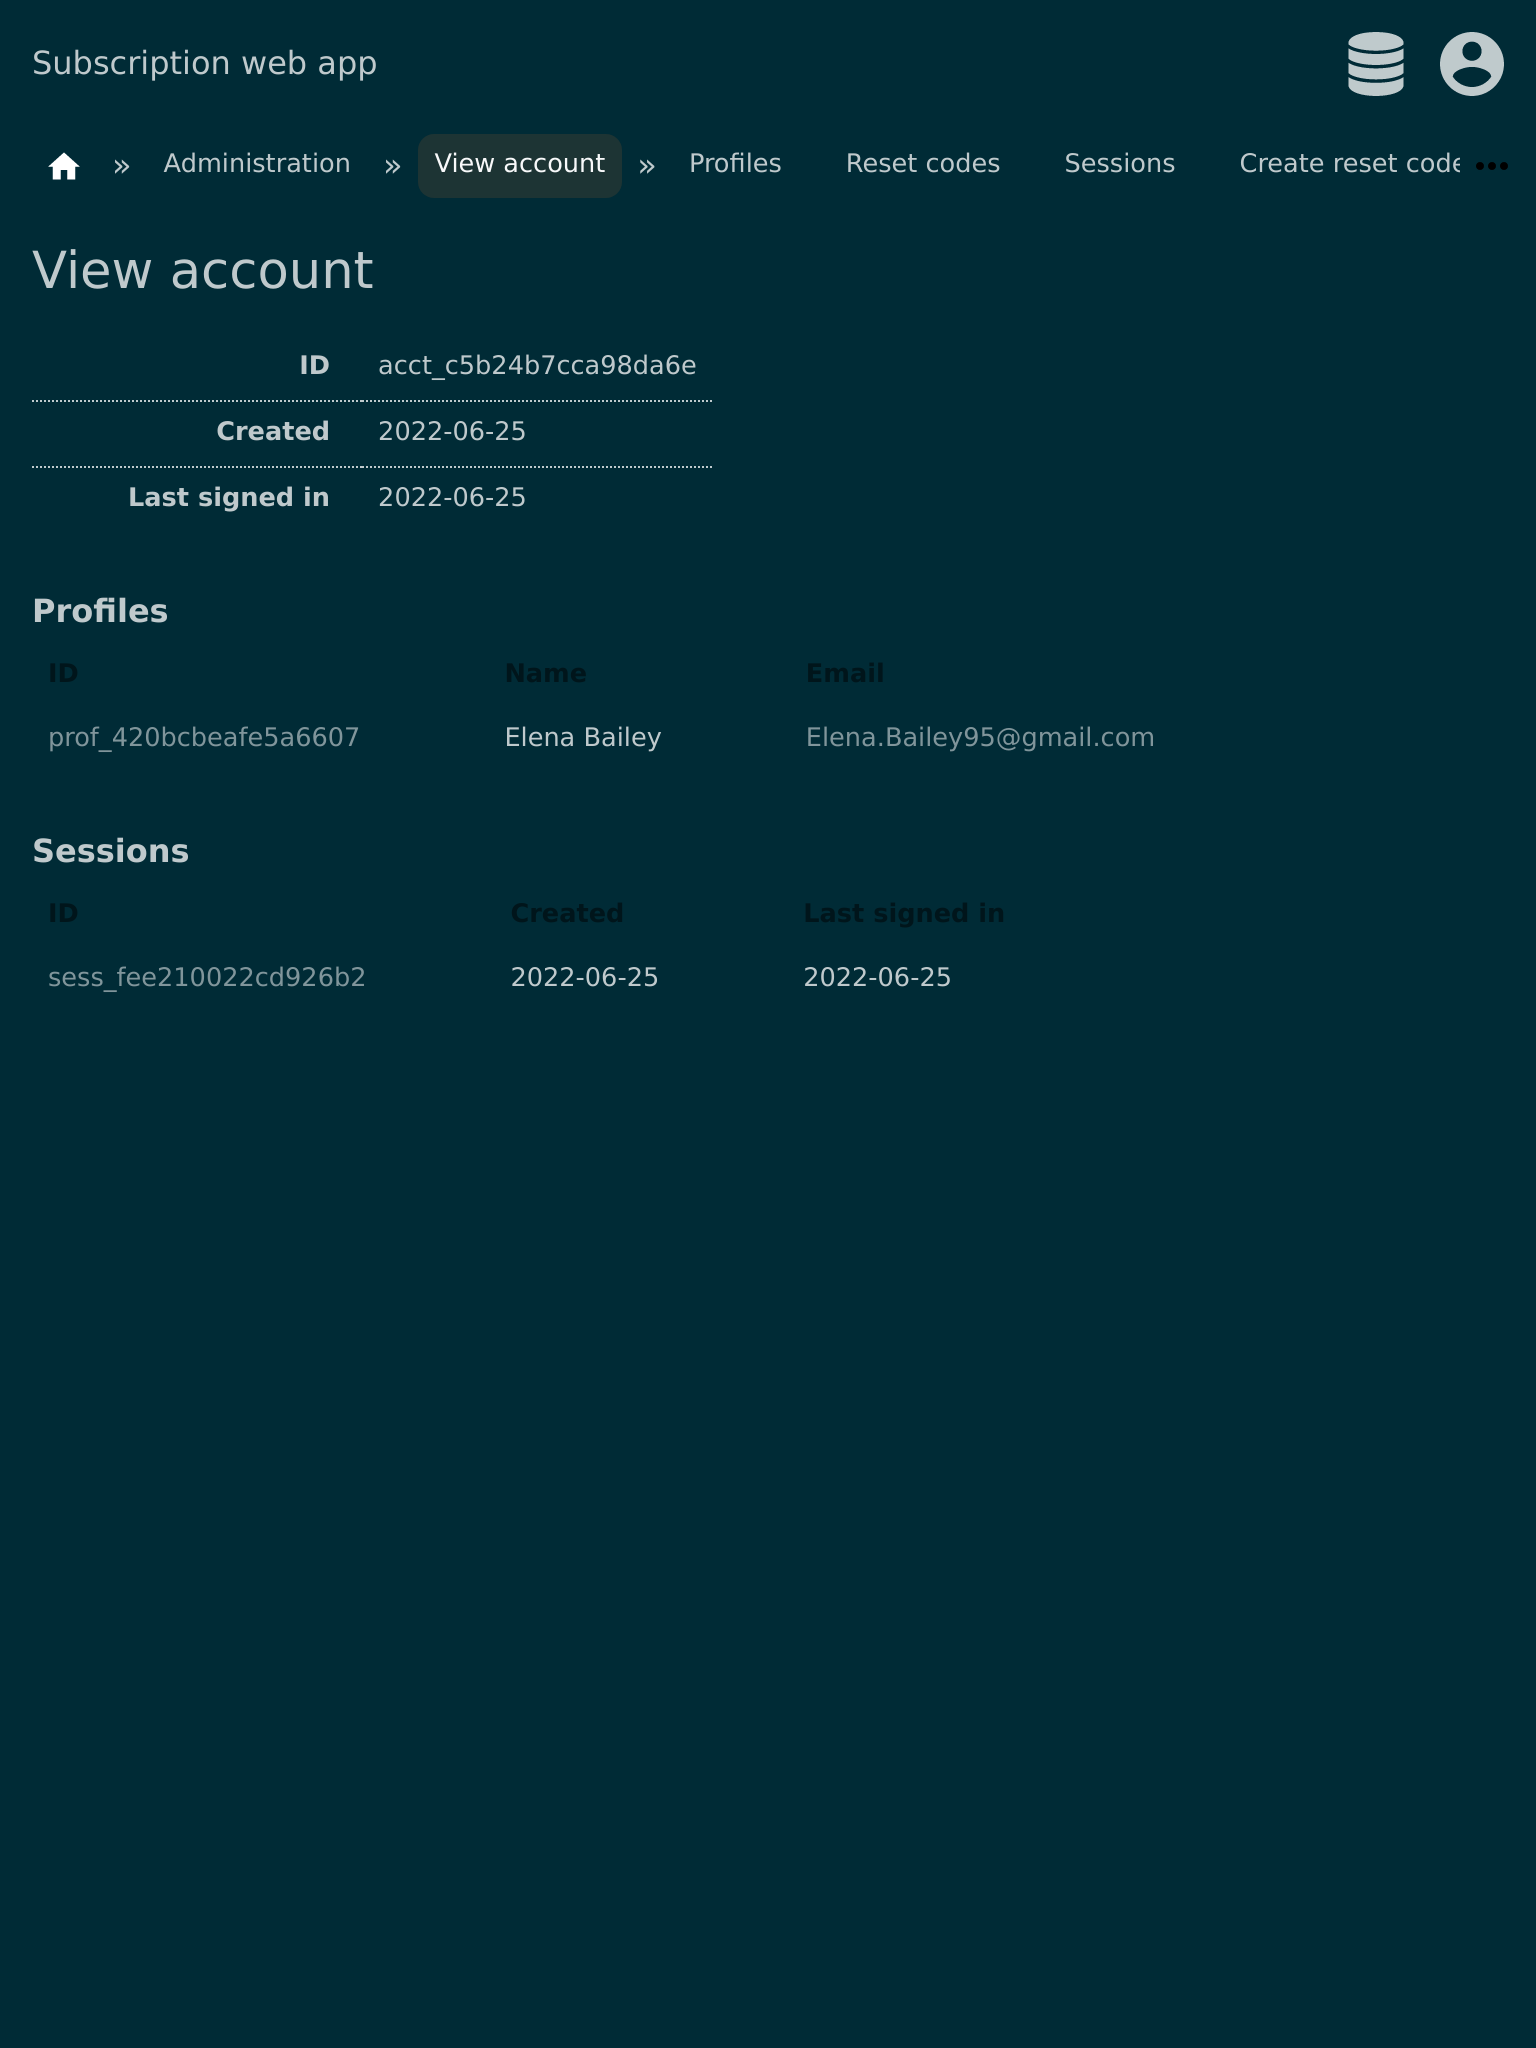 Subscription web app
» Administration » View account » Profiles Reset codes Sessions Create reset code •••
View account
ID acct_c5b24b7cca98da6e
Created 2022-06-25
Last signed in 2022-06-25
Profiles
ID Name Email
prof_420bcbeafe5a6607 Elena Bailey Elena.Bailey95@gmail.com
Sessions
ID Created Last signed in
sess_fee210022cd926b2 2022-06-25 2022-06-25